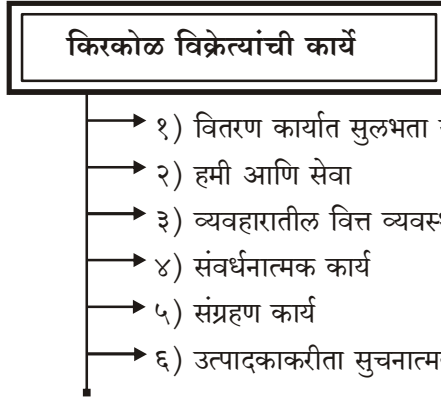 किरकोळ विक्रेत्यांची कार्ये
१) वितरण कार्यात सुलभता
२) हमी आणि सेवा
३) व्यवहारातील वित्त
४) संवर्धनात्मक कार्य
५) संग्रहण कार्य
६) उत्पादकाकरीता